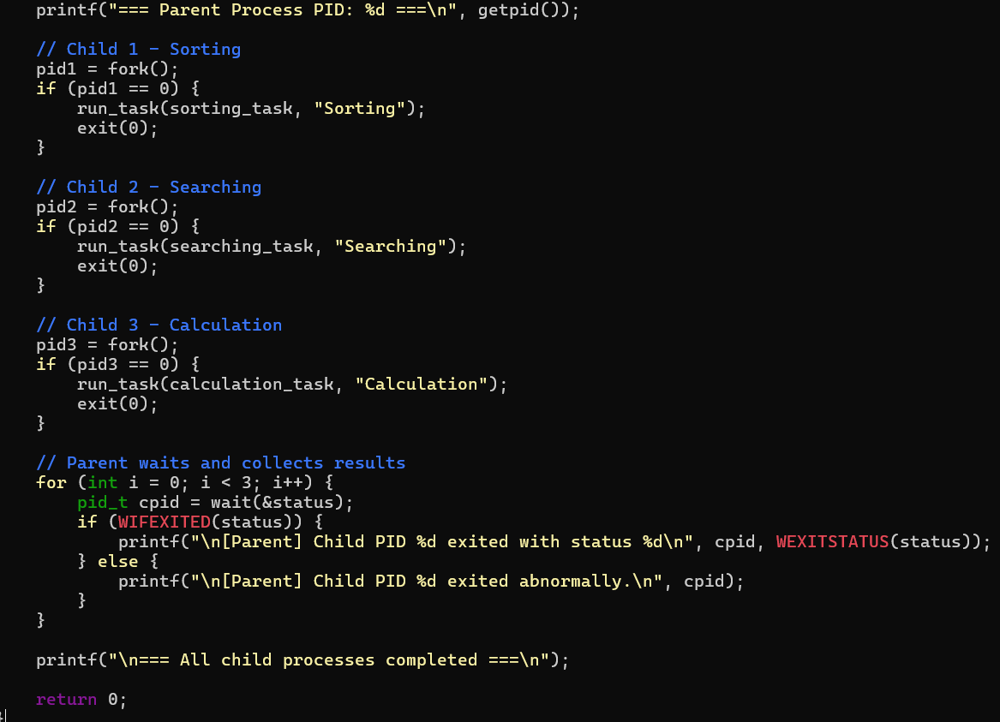 printf("=== Parent Process PID: %d ===\n", getpid());
// Child 1 - Sorting
pid1 = fork();
if (pid1 == 0) {
run_task(sorting_task, "Sorting");
exit(0);
}
// Child 2 - Searching
pid2 = fork();
if (pid2 == 0) {
run_task(searching_task, "Searching");
exit(0);
}
// Child 3 - Calculation
pid3 = fork();
if (pid3 == 0) {
run_task(calculation_task, "Calculation");
exit(0);
}
// Parent waits and collects results
for (int i = 0; i < 3; i++) {
pid_t cpid = wait(&status);
if (WIFEXITED(status)) {
printf("\n[Parent] Child PID %d exited with status %d\n", cpid, WEXITSTATUS(status));
} else {
printf("\n[Parent] Child PID %d exited abnormally.\n", cpid);
}
}
printf("\n=== All child processes completed ===\n");
return 0;
}